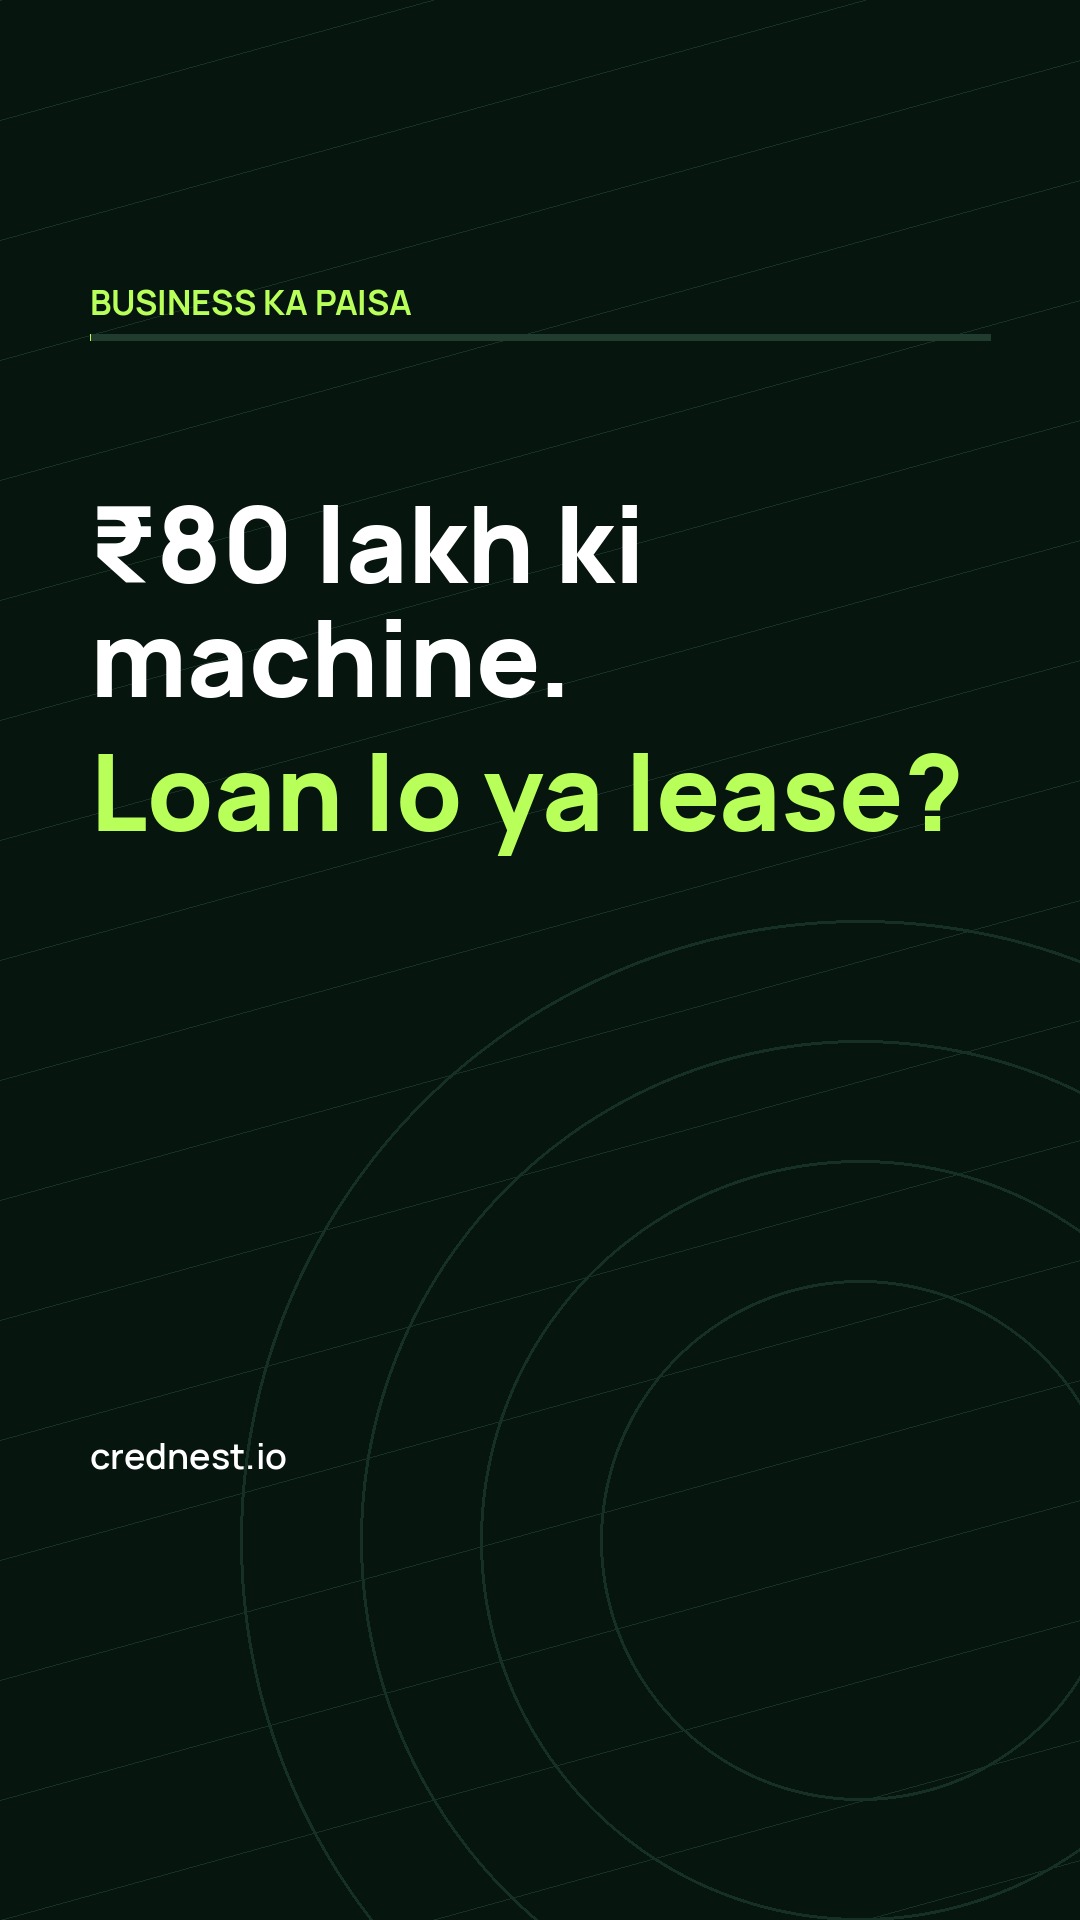 BUSINESS KA PAISA
₹80 lakh ki
machine.
Loan lo ya lease?
crednest.io